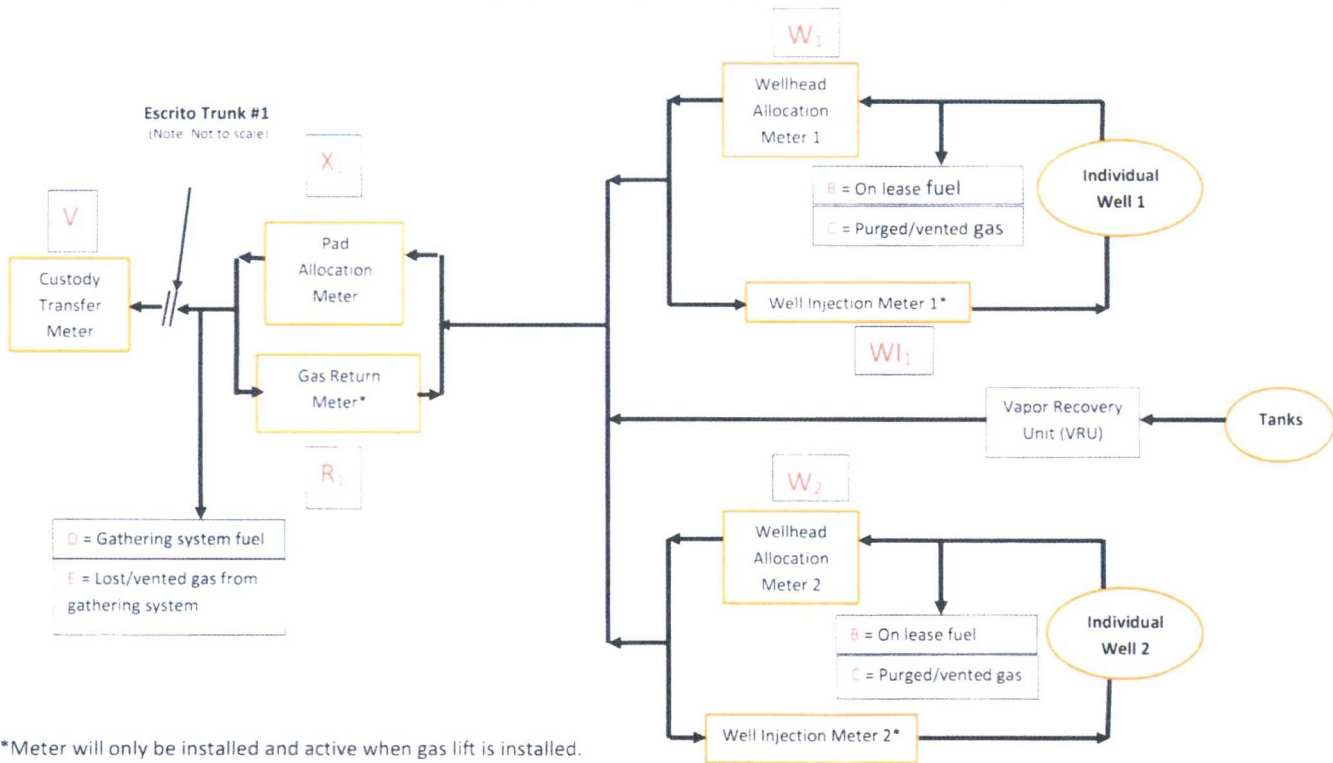 W₁
Wellhead
Allocation
Meter 1
Escrito Trunk #1
(Note: Not to scale)
X₁
V
Custody
Transfer
Meter
Pad
Allocation
Meter
Gas Return
Meter*
R₁
D = Gathering system fuel
E = Lost/vented gas from
gathering system
B = On lease fuel
C = Purged/vented gas
Individual
Well 1
Well Injection Meter 1*
WI₁
Vapor Recovery
Unit (VRU)
Tanks
W₂
Wellhead
Allocation
Meter 2
B = On lease fuel
C = Purged/vented gas
Individual
Well 2
Well Injection Meter 2*
*Meter will only be installed and active when gas lift is installed.